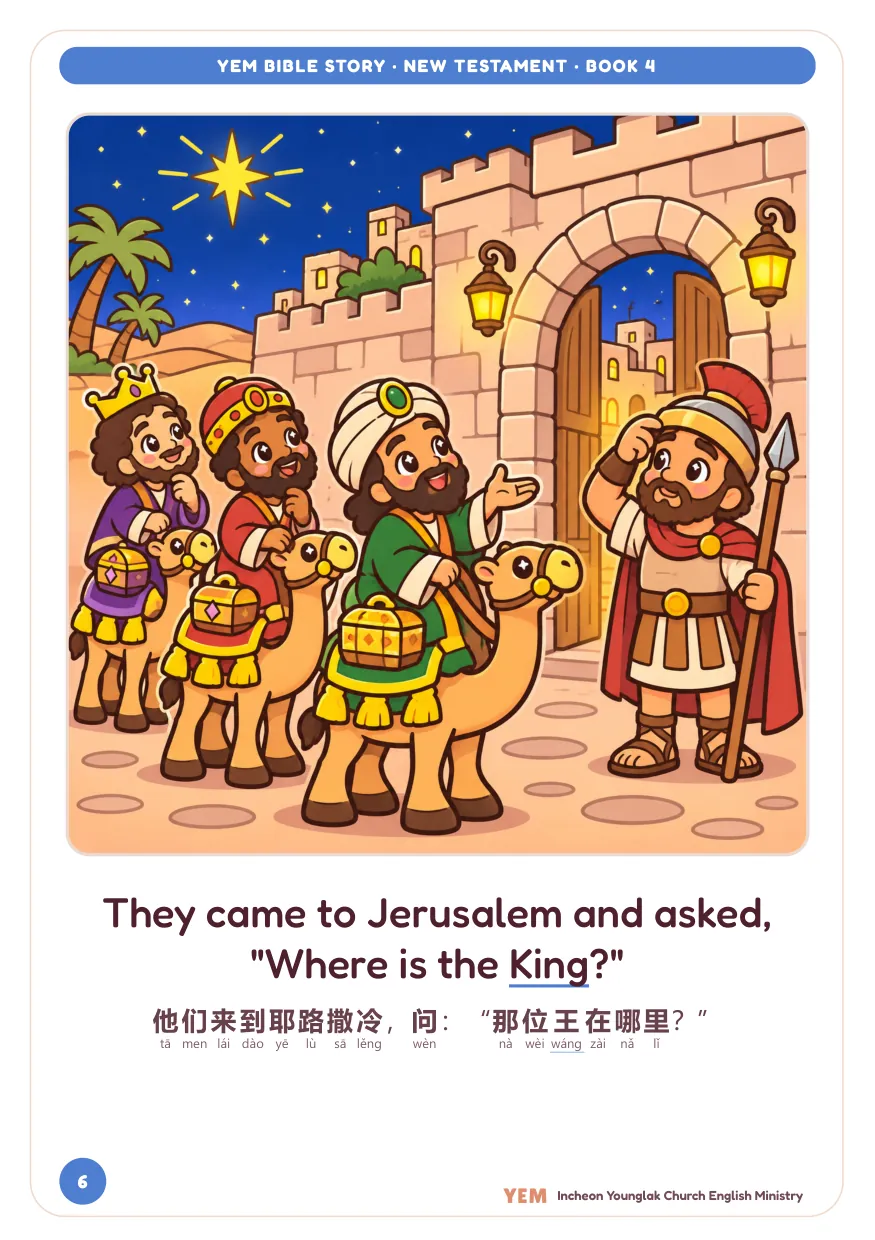 YEM BIBLE STORY · NEW TESTAMENT · BOOK 4
They came to Jerusalem and asked,
"Where is the King?"
他们来到耶路撒冷，问：“那位王在哪里？”
tā men lái dào yē lù sā lěng wèn nà wèi wáng zài nǎ lǐ
6
YEM Incheon Younglak Church English Ministry